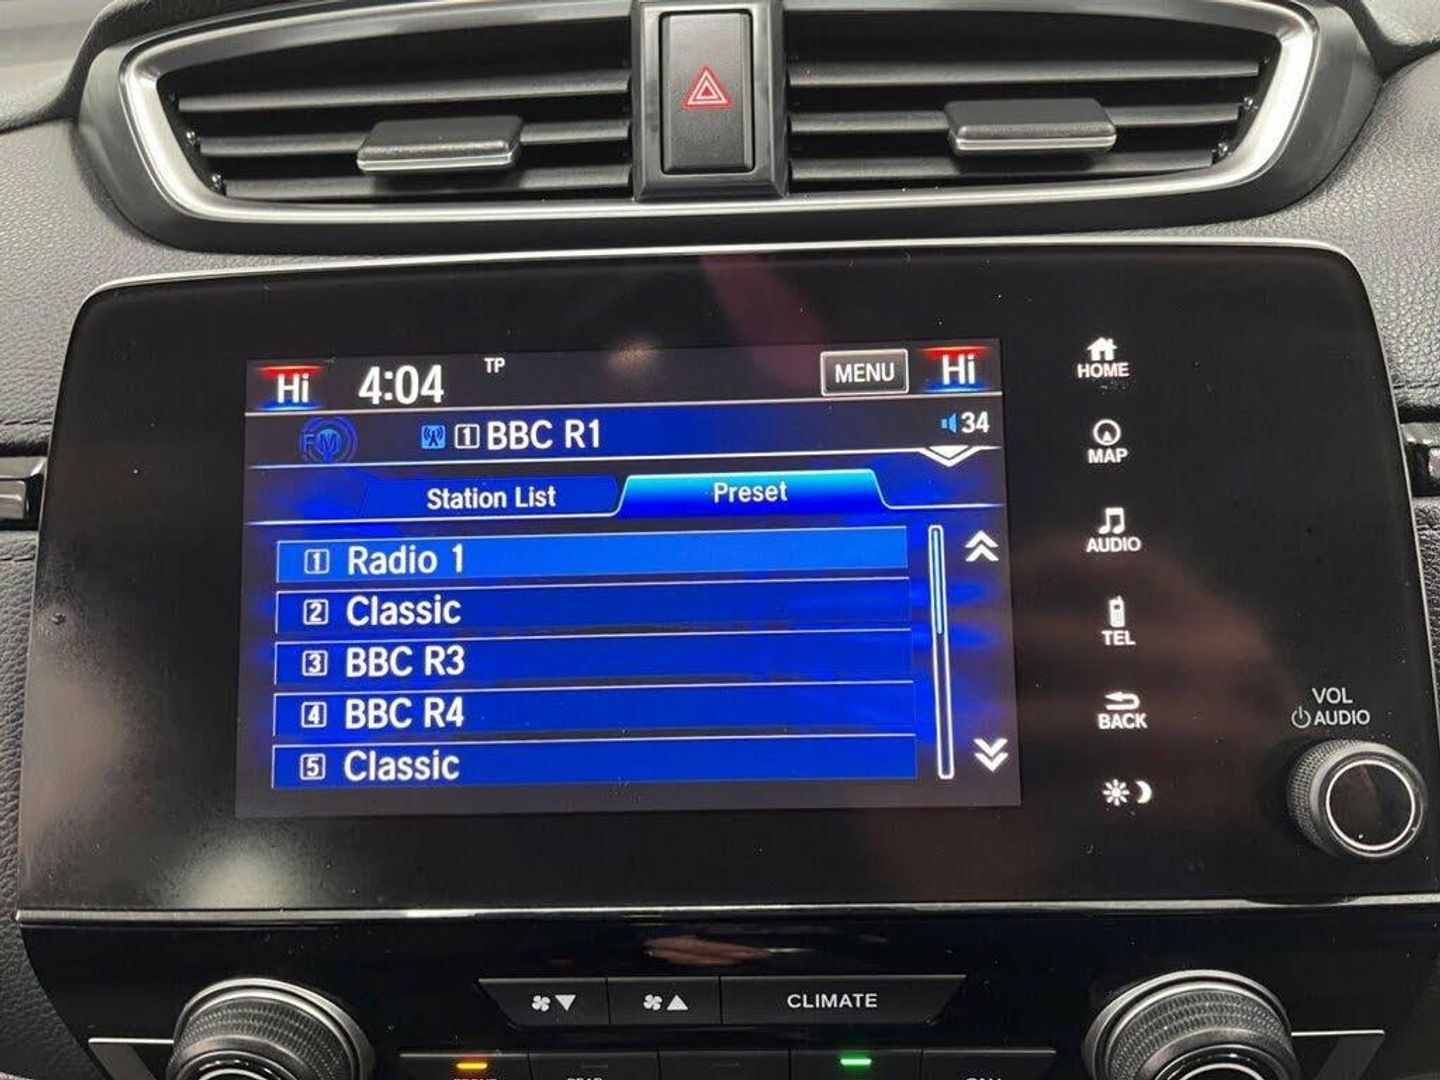 Hi 4:04 TP MENU Hi
FM 1 BBC R1 34
Station List Preset
1 Radio 1
2 Classic
3 BBC R3
4 BBC R4
5 Classic
HOME
MAP
AUDIO
TEL
BACK
VOL
AUDIO
CLIMATE